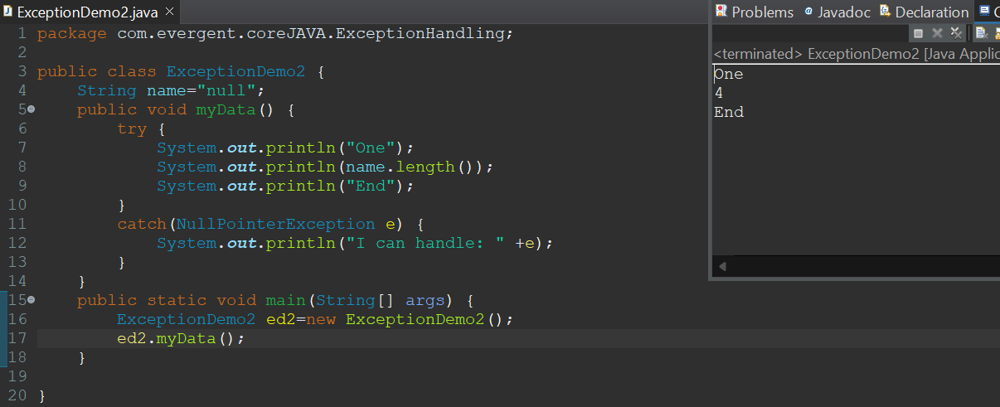 ExceptionDemo2.java
1 package com.evergent.coreJAVA.ExceptionHandling;
2
3 public class ExceptionDemo2 {
4     String name="null";
5     public void myData() {
6         try {
7             System.out.println("One");
8             System.out.println(name.length());
9             System.out.println("End");
10         }
11         catch(NullPointerException e) {
12             System.out.println("I can handle: " +e);
13         }
14     }
15     public static void main(String[] args) {
16         ExceptionDemo2 ed2=new ExceptionDemo2();
17         ed2.myData();
18     }
19
20 }
Problems @ Javadoc Declaration
<terminated> ExceptionDemo2 [Java Applic
One
4
End